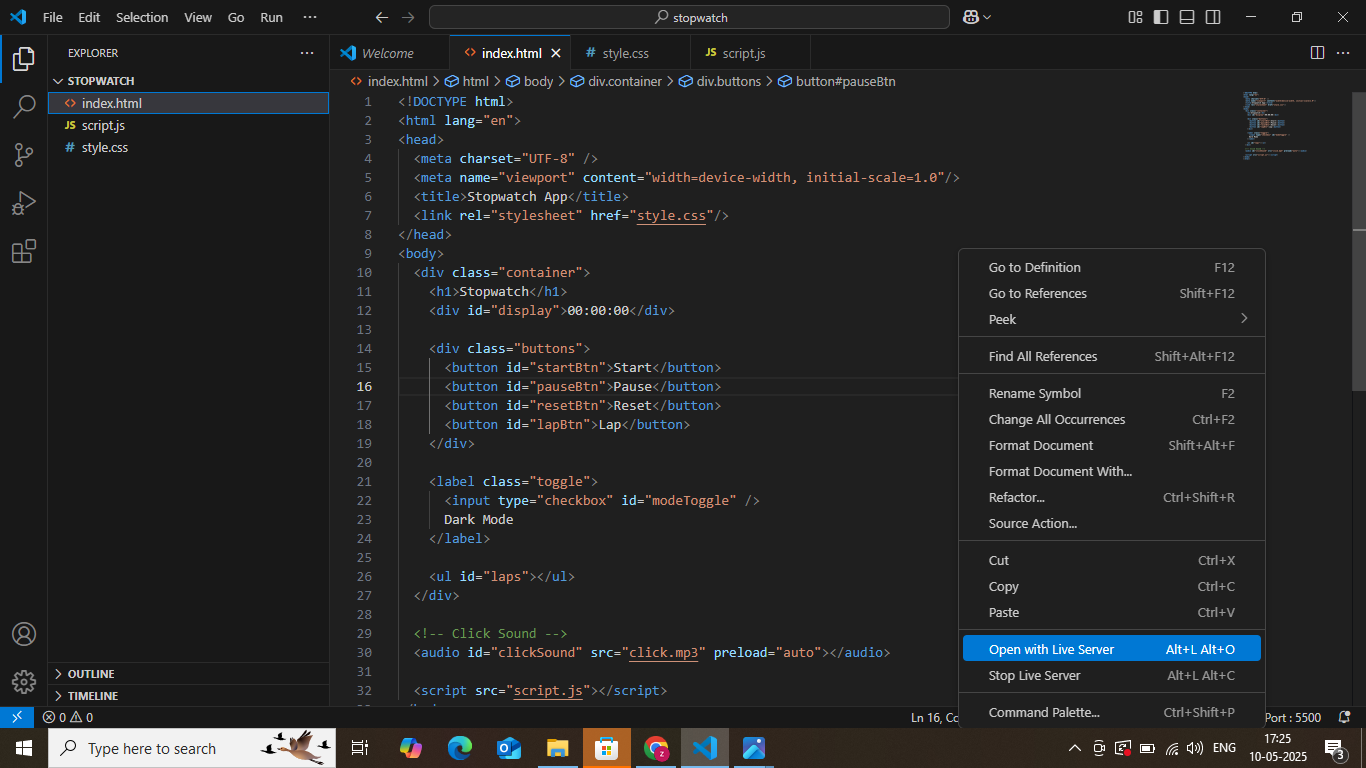 File Edit Selection View Go Run ··· stopwatch
EXPLORER ···
STOPWATCH
index.html
script.js
style.css
OUTLINE
TIMELINE
Welcome index.html style.css JS script.js
index.html > html > body > div.container > div.buttons > button#pauseBtn
1 <!DOCTYPE html>
2 <html lang="en">
3 <head>
4 <meta charset="UTF-8" />
5 <meta name="viewport" content="width=device-width, initial-scale=1.0"/>
6 <title>Stopwatch App</title>
7 <link rel="stylesheet" href="style.css"/>
8 </head>
9 <body>
10 <div class="container">
11 <h1>Stopwatch</h1>
12 <div id="display">00:00:00</div>
13
14 <div class="buttons">
15 <button id="startBtn">Start</button>
16 <button id="pauseBtn">Pause</button>
17 <button id="resetBtn">Reset</button>
18 <button id="lapBtn">Lap</button>
19 </div>
20
21 <label class="toggle">
22 <input type="checkbox" id="modeToggle" />
23 Dark Mode
24 </label>
25
26 <ul id="laps"></ul>
27 </div>
28
29 <!-- Click Sound -->
30 <audio id="clickSound" src="click.mp3" preload="auto"></audio>
31
32 <script src="script.js"></script>
Go to Definition F12
Go to References Shift+F12
Peek
Find All References Shift+Alt+F12
Rename Symbol F2
Change All Occurrences Ctrl+F2
Format Document Shift+Alt+F
Format Document With...
Refactor... Ctrl+Shift+R
Source Action...
Cut Ctrl+X
Copy Ctrl+C
Paste Ctrl+V
Open with Live Server Alt+L Alt+O
Stop Live Server Alt+L Alt+C
Command Palette... Ctrl+Shift+P
0 0 Ln 16, Port : 5500
Type here to search ENG 17:25
10-05-2025 3